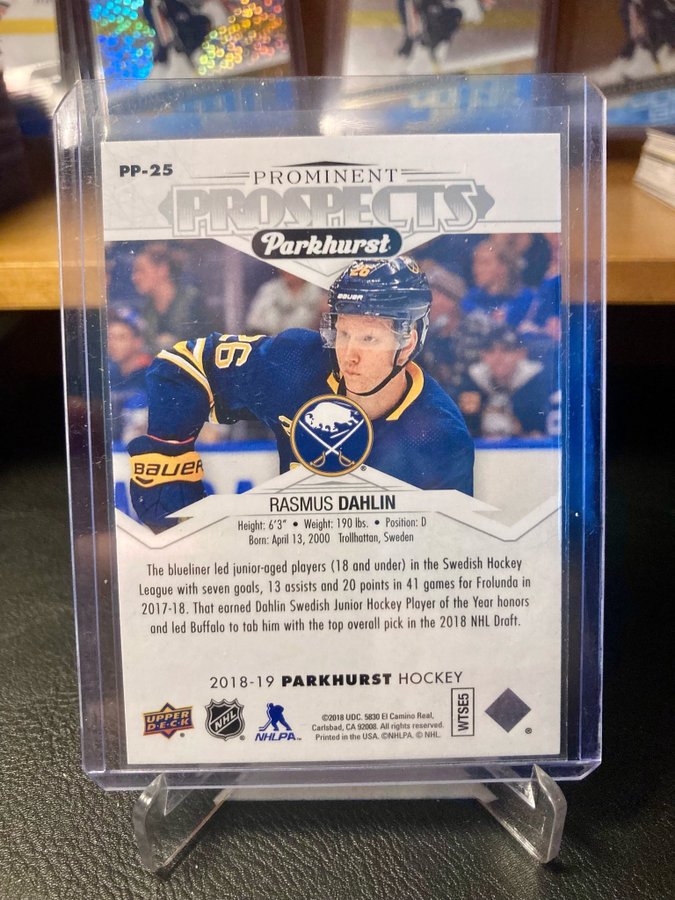 PP-25
PROMINENT
PROSPECTS
Parkhurst
26
BAUER
26
BAUER
RASMUS DAHLIN
Height: 6'3" • Weight: 190 lbs. • Position: D
Born: April 13, 2000 Trollhattan, Sweden
The blueliner led junior-aged players (18 and under) in the Swedish Hockey
League with seven goals, 13 assists and 20 points in 41 games for Frolunda in
2017-18. That earned Dahlin Swedish Junior Hockey Player of the Year honors
and led Buffalo to tab him with the top overall pick in the 2018 NHL Draft.
2018-19 PARKHURST HOCKEY
UPPER
DECK
NHL
NHLPA
©2018 UDC. 5830 El Camino Real,
Carlsbad, CA 92008. All rights reserved.
Printed in the USA. ©NHLPA. © NHL.
WTSE5